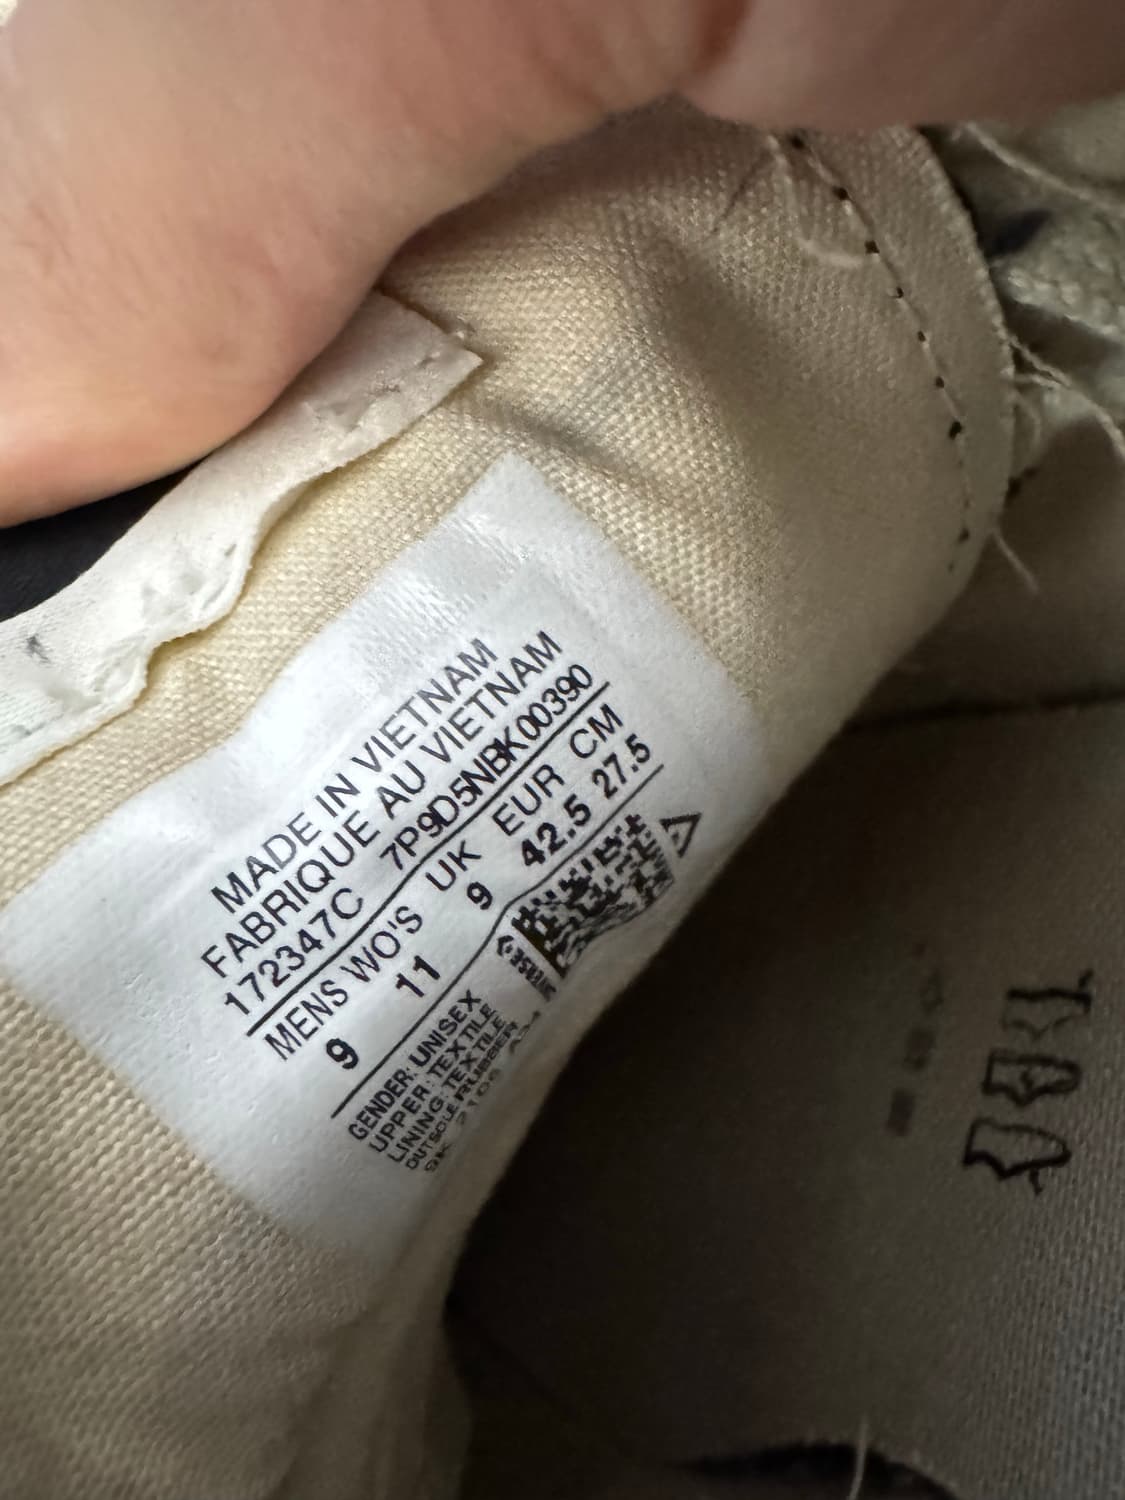 MADE IN VIETNAM
FABRIQUE AU VIETNAM
172347C 7P9D5NBK00390
MENS WO'S UK EUR CM
9 11 9 42.5 27.5
GENDER: UNISEX
UPPER: TEXTILE
LINING: TEXTILE
OUTSOLE RUBBER